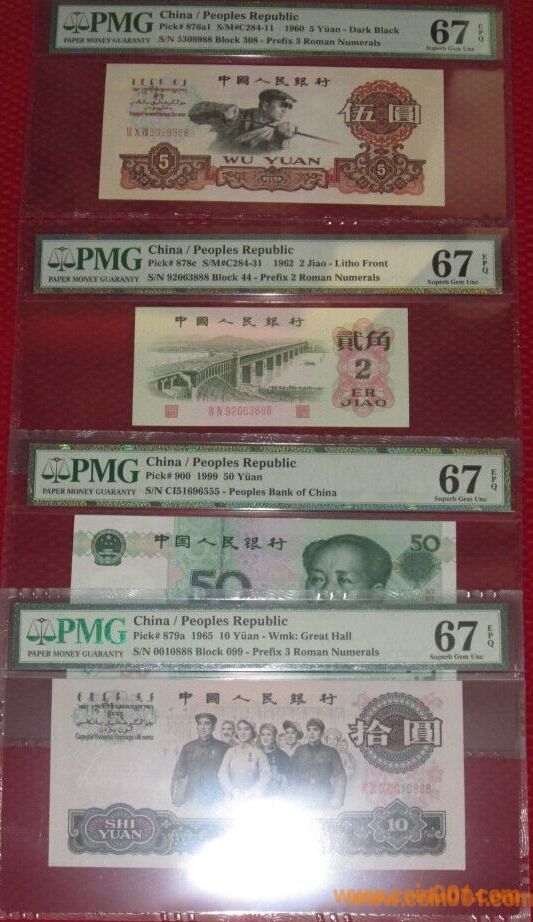 PMG
PAPER MONEY GUARANTY
China / Peoples Republic
Pick# 876a1 S/M#C284-11 1960 5 Yüan - Dark Black
S/N 5308988 Block 308 - Prefix 3 Roman Numerals
67 EPQ
Superb Gem Unc
中國人民銀行
伍圓
5
WU YUAN
5
PMG
PAPER MONEY GUARANTY
China / Peoples Republic
Pick# 878c S/M#C284-31 1962 2 Jiao - Litho Front
S/N 92063888 Block 44 - Prefix 2 Roman Numerals
67 EPQ
Superb Gem Unc
中國人民銀行
貳角
2
ER
JIAO
IV IV 92063888
PMG
PAPER MONEY GUARANTY
China / Peoples Republic
Pick# 900 1999 50 Yüan
S/N CI51696555 - Peoples Bank of China
67 EPQ
Superb Gem Unc
中国人民银行
50
50
PMG
PAPER MONEY GUARANTY
China / Peoples Republic
Pick# 879a 1965 10 Yüan - Wmk: Great Hall
S/N 0010888 Block 099 - Prefix 3 Roman Numerals
67 EPQ
Superb Gem Unc
中國人民銀行
拾圓
0010888
SHI
YUAN
10